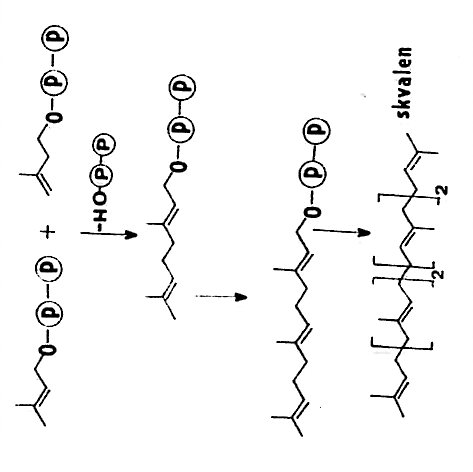 O–P–P + O–P–P
-HO–P–P
O–P–P
O–P–P
2 2
skvalen